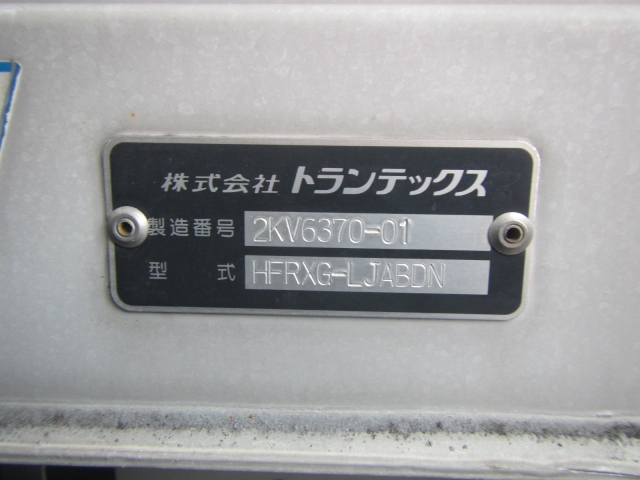 株式会社 トランテックス
製造番号 2KV6370-01
型式 HFRXG-LJABDN